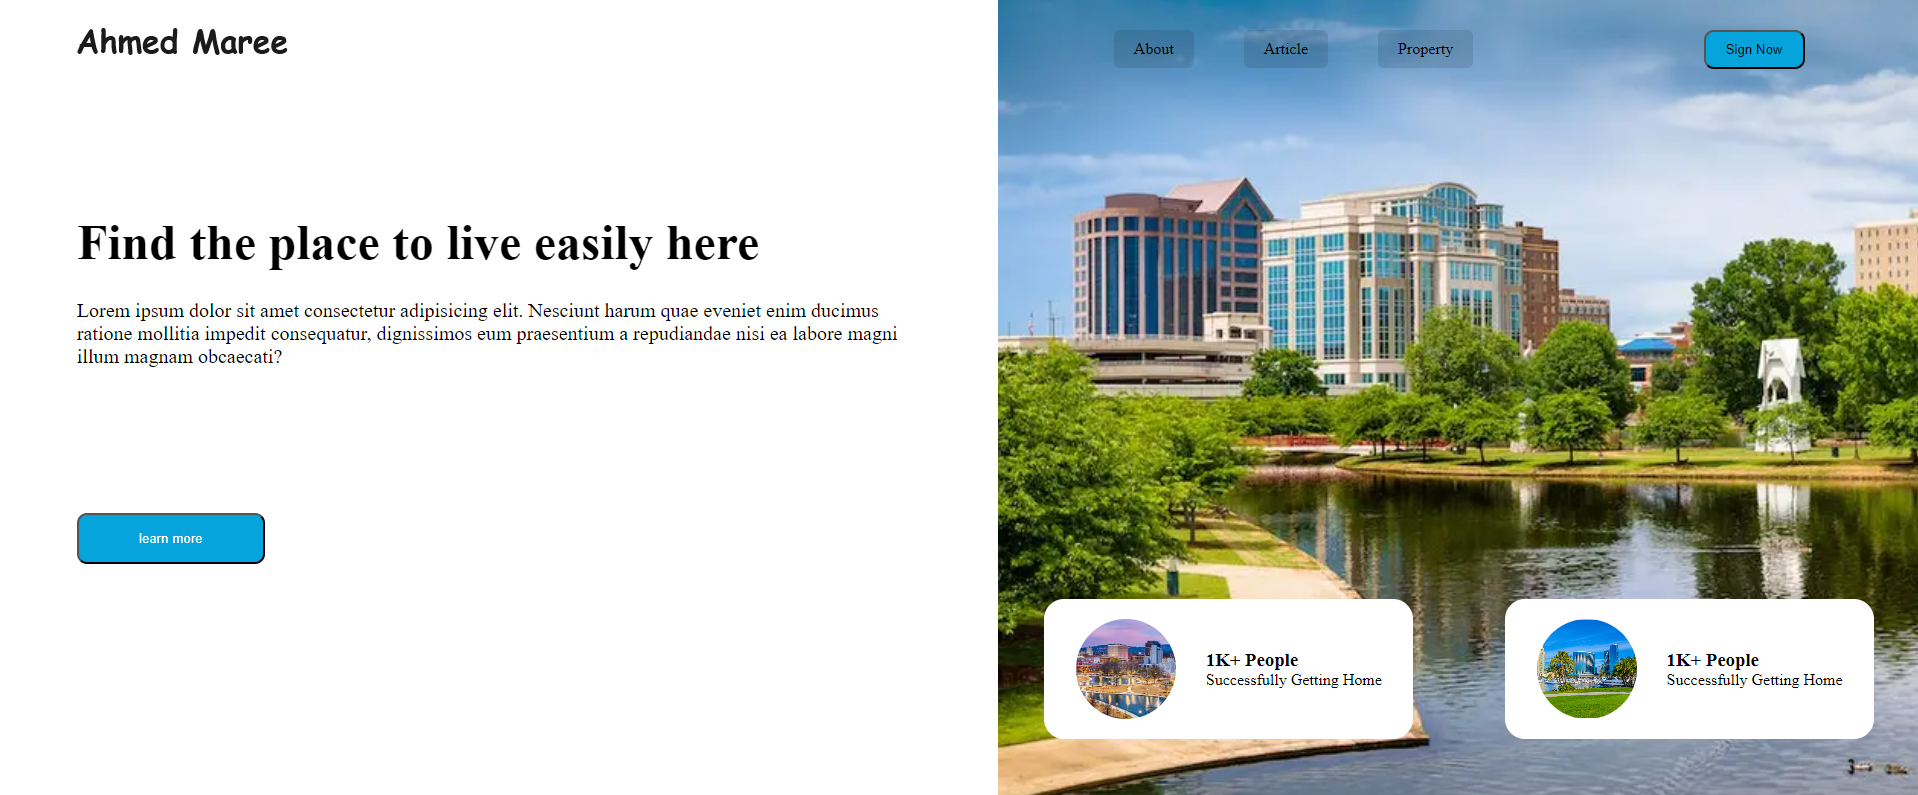 Ahmed Maree
About
Article
Property
Sign Now
Find the place to live easily here
Lorem ipsum dolor sit amet consectetur adipisicing elit. Nesciunt harum quae eveniet enim ducimus
ratione mollitia impedit consequatur, dignissimos eum praesentium a repudiandae nisi ea labore magni
illum magnam obcaecati?
learn more
1K+ People
Successfully Getting Home
1K+ People
Successfully Getting Home